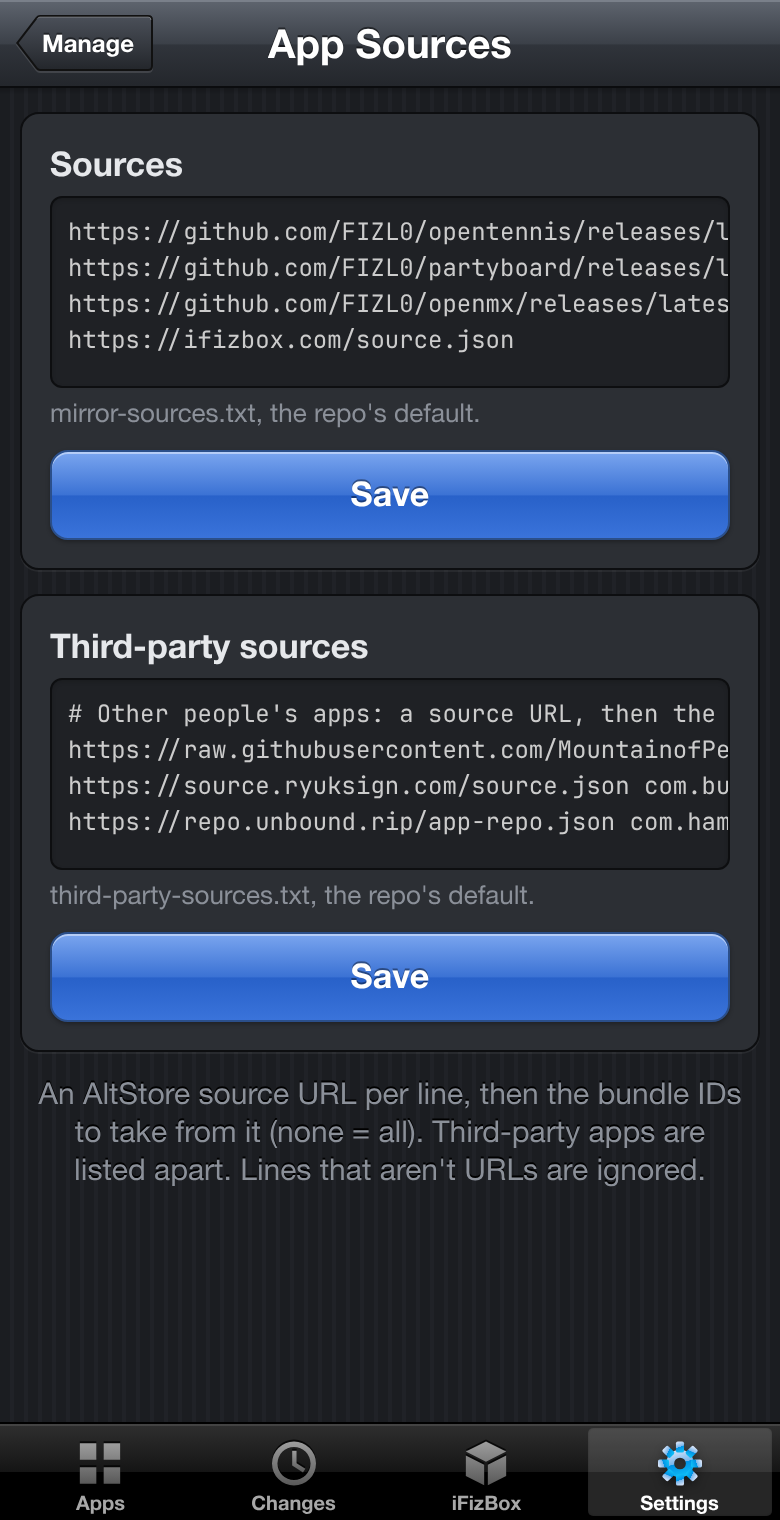 Manage
App Sources
Sources
https://github.com/FIZL0/opentennis/releases/l
https://github.com/FIZL0/partyboard/releases/l
https://github.com/FIZL0/openmx/releases/lates
https://ifizbox.com/source.json
mirror-sources.txt, the repo's default.
Save
Third-party sources
# Other people's apps: a source URL, then the
https://raw.githubusercontent.com/MountainofPe
https://source.ryuksign.com/source.json com.bu
https://repo.unbound.rip/app-repo.json com.ham
third-party-sources.txt, the repo's default.
Save
An AltStore source URL per line, then the bundle IDs
to take from it (none = all). Third-party apps are
listed apart. Lines that aren't URLs are ignored.
Apps
Changes
iFizBox
Settings